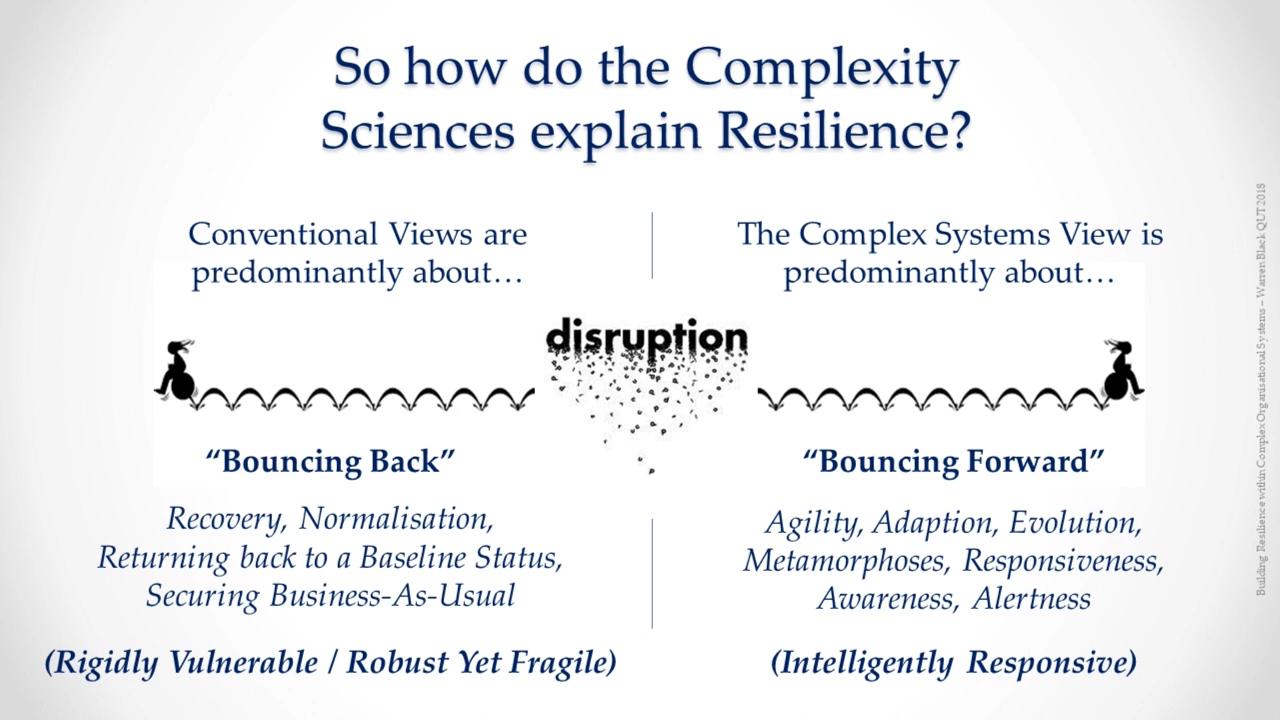 So how do the Complexity
Sciences explain Resilience?
Conventional Views are
predominantly about…
The Complex Systems View is
predominantly about…
disruption
“Bouncing Back”
“Bouncing Forward”
Recovery, Normalisation,
Returning back to a Baseline Status,
Securing Business-As-Usual
Agility, Adaption, Evolution,
Metamorphoses, Responsiveness,
Awareness, Alertness
(Rigidly Vulnerable / Robust Yet Fragile)
(Intelligently Responsive)
Building Resilience within Complex Organisational Systems – Warren Black QUT 2018